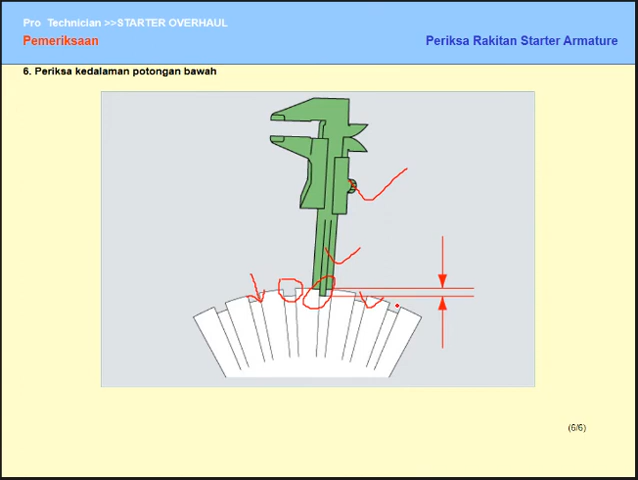 Pro Technician >>STARTER OVERHAUL
Pemeriksaan
Periksa Rakitan Starter Armature
6. Periksa kedalaman potongan bawah
(6/6)